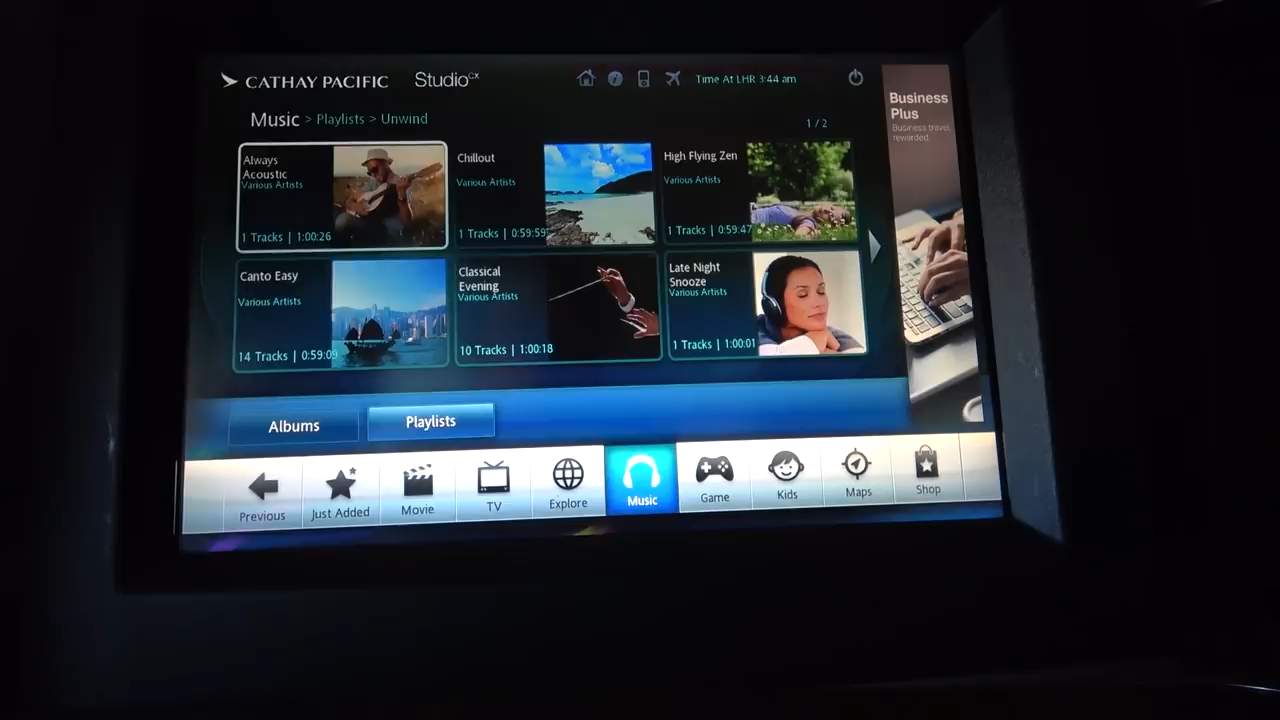 CATHAY PACIFIC Studio CX Time At LHR 3:44 am
Music > Playlists > Unwind 1 / 2
Always
Acoustic
Various Artists
1 Tracks | 1:00:26
Chillout
Various Artists
1 Tracks | 0:59:59
High Flying Zen
Various Artists
1 Tracks | 0:59:47
Canto Easy
Various Artists
14 Tracks | 0:59:09
Classical
Evening
Various Artists
10 Tracks | 1:00:18
Late Night
Snooze
Various Artists
1 Tracks | 1:00:01
Business
Plus
Business travel,
rewarded.
Albums Playlists
Previous Just Added Movie TV Explore Music Game Kids Maps Shop